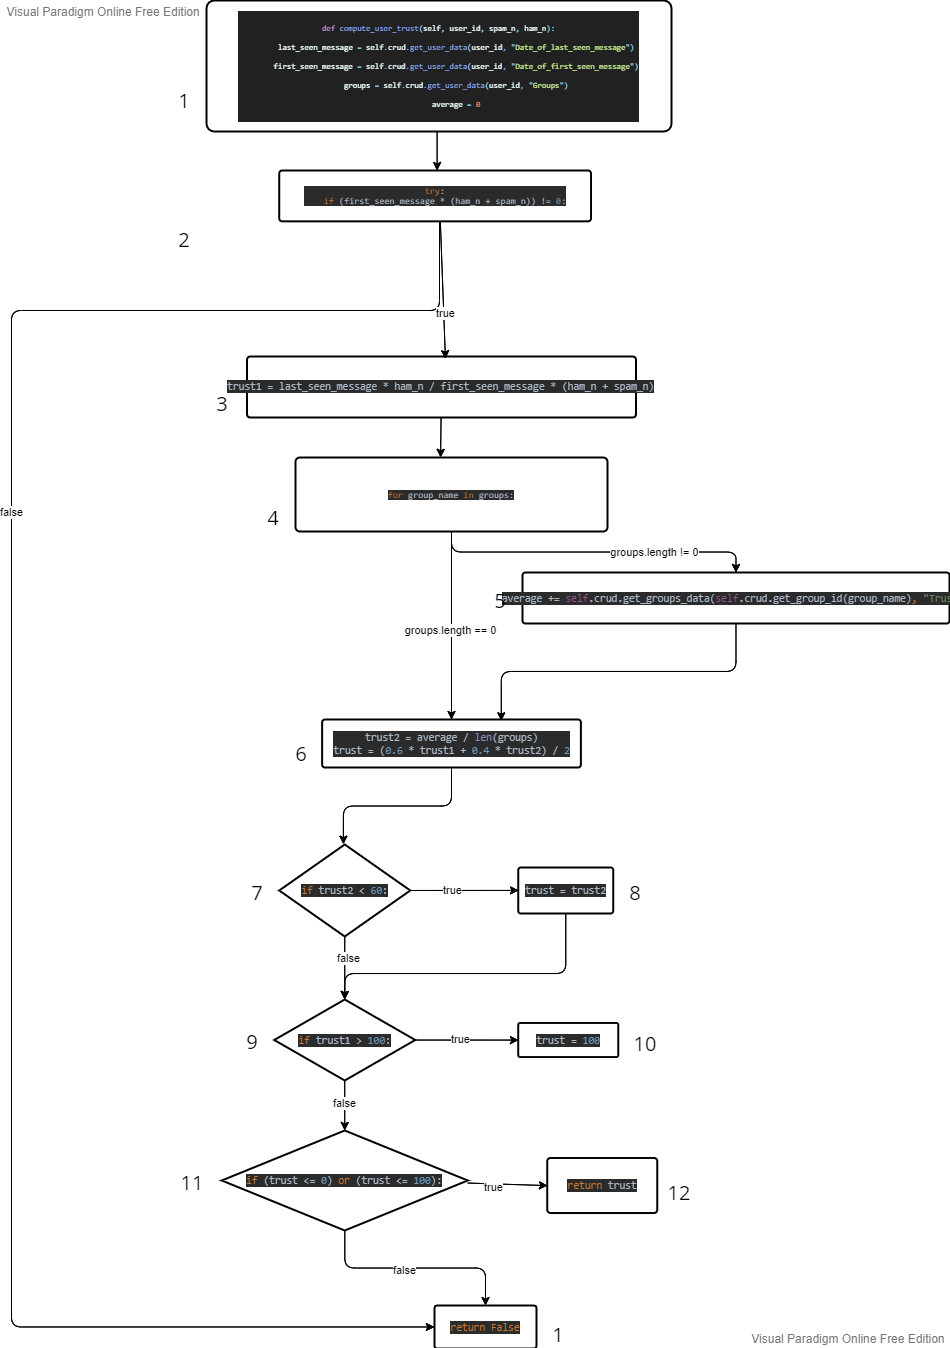 Visual Paradigm Online Free Edition
def compute_user_trust(self, user_id, spam_n, ham_n):
last_seen_message = self.crud.get_user_data(user_id, "Date_of_last_seen_message")
first_seen_message = self.crud.get_user_data(user_id, "Date_of_first_seen_message")
groups = self.crud.get_user_data(user_id, "Groups")
average = 0
1
try:
if (first_seen_message * (ham_n + spam_n)) != 0:
2
true
trust1 = last_seen_message * ham_n / first_seen_message * (ham_n + spam_n)
3
for group_name in groups:
4
false
groups.length != 0
5
average += self.crud.get_groups_data(self.crud.get_group_id(group_name), "Trus
groups.length == 0
trust2 = average / len(groups)
trust = (0.6 * trust1 + 0.4 * trust2) / 2
6
7
if trust2 < 60:
true
trust = trust2
8
false
9
if trust1 > 100:
true
trust = 100
10
false
11
if (trust <= 0) or (trust <= 100):
true
return trust
12
false
return False
1
Visual Paradigm Online Free Edition